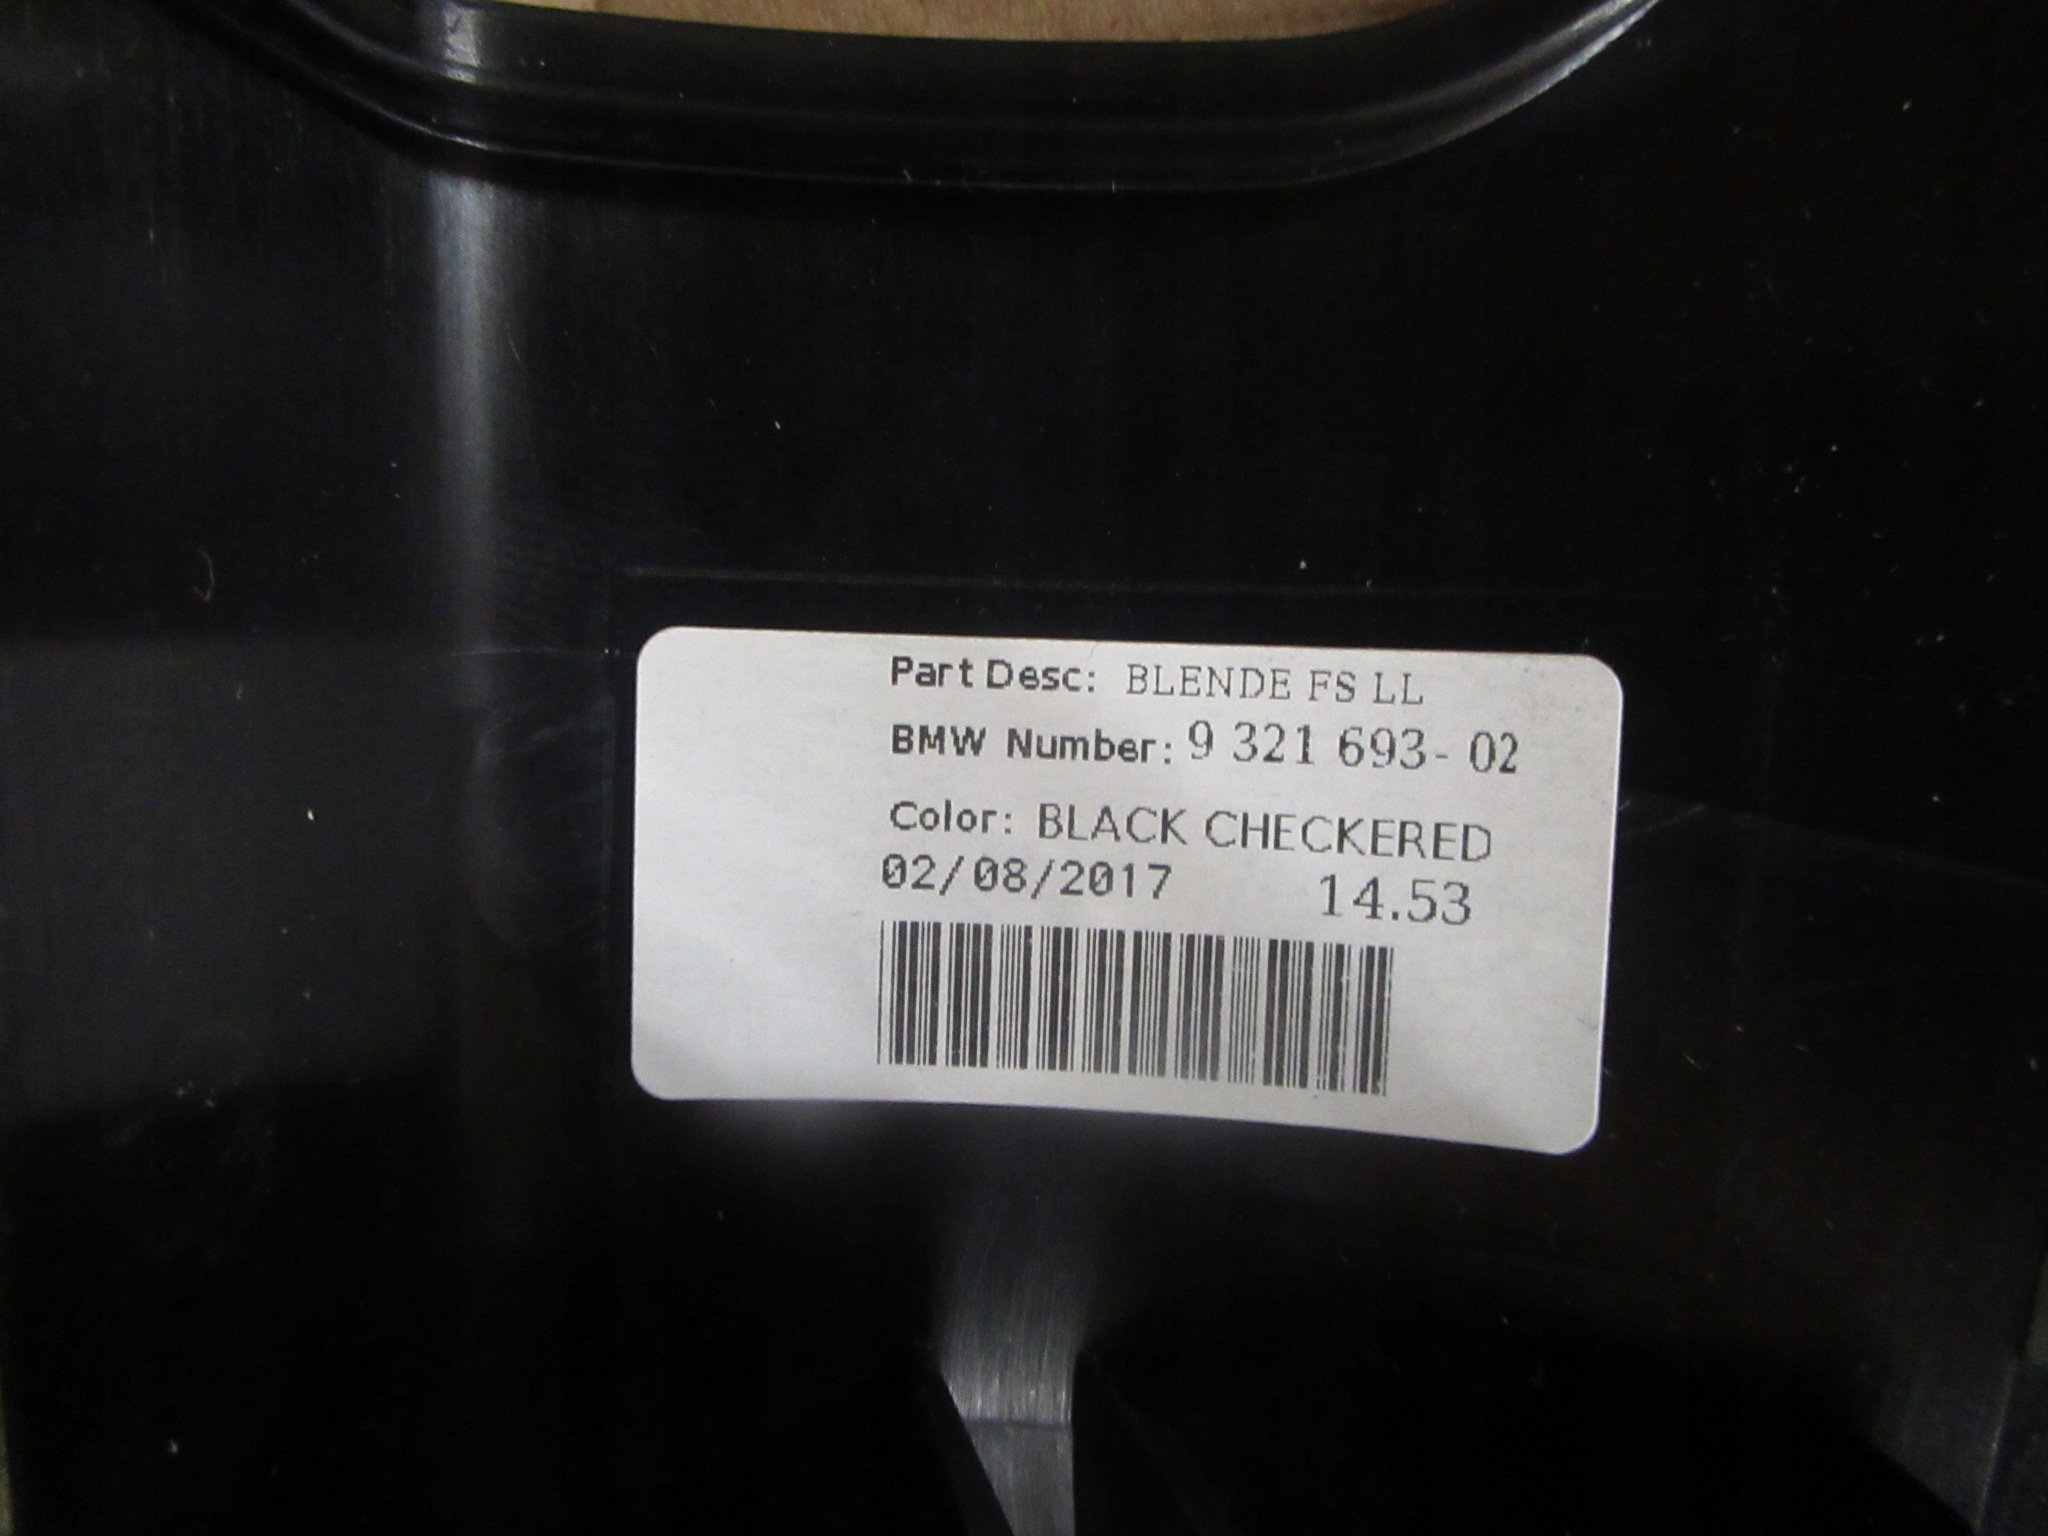 Part Desc: BLENDE FS LL
BMW Number: 9 321 693- 02
Color: BLACK CHECKERED
02/08/2017 14.53